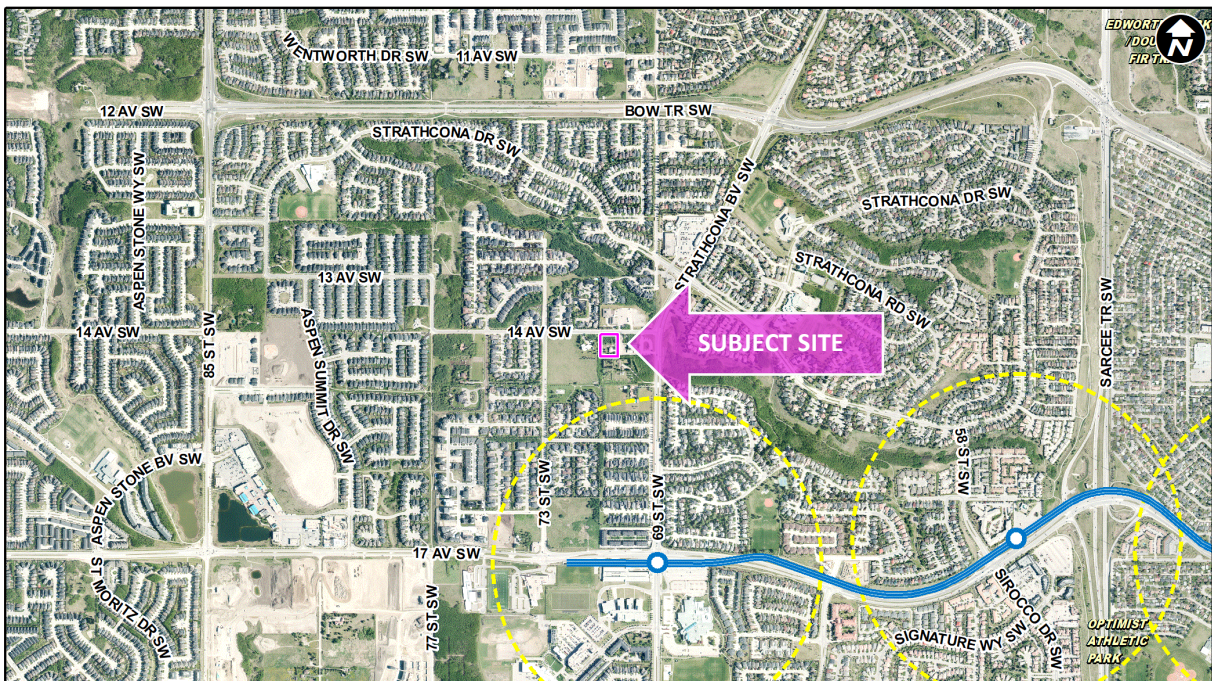 EDWORT
K
/DOU
FIR TR
N
WENTWORTH DR SW
11 AV SW
12 AV SW
BOW TR SW
STRATHCONA DR SW
STRATHCONA BV SW
STRATHCONA DR SW
ASPEN STONE WY SW
13 AV SW
STRATHCONA RD SW
14 AV SW
85 ST SW
ASPEN SUMMIT DR SW
14 AV SW
SUBJECT SITE
SARCEE TR SW
58 ST SW
ASPEN STONE BV SW
73 ST SW
69 ST SW
17 AV SW
ST MORITZ DR SW
77 ST SW
SIROCCO DR SW
SIGNATURE WY SW
OPTIMIST
ATHLETIC
PARK